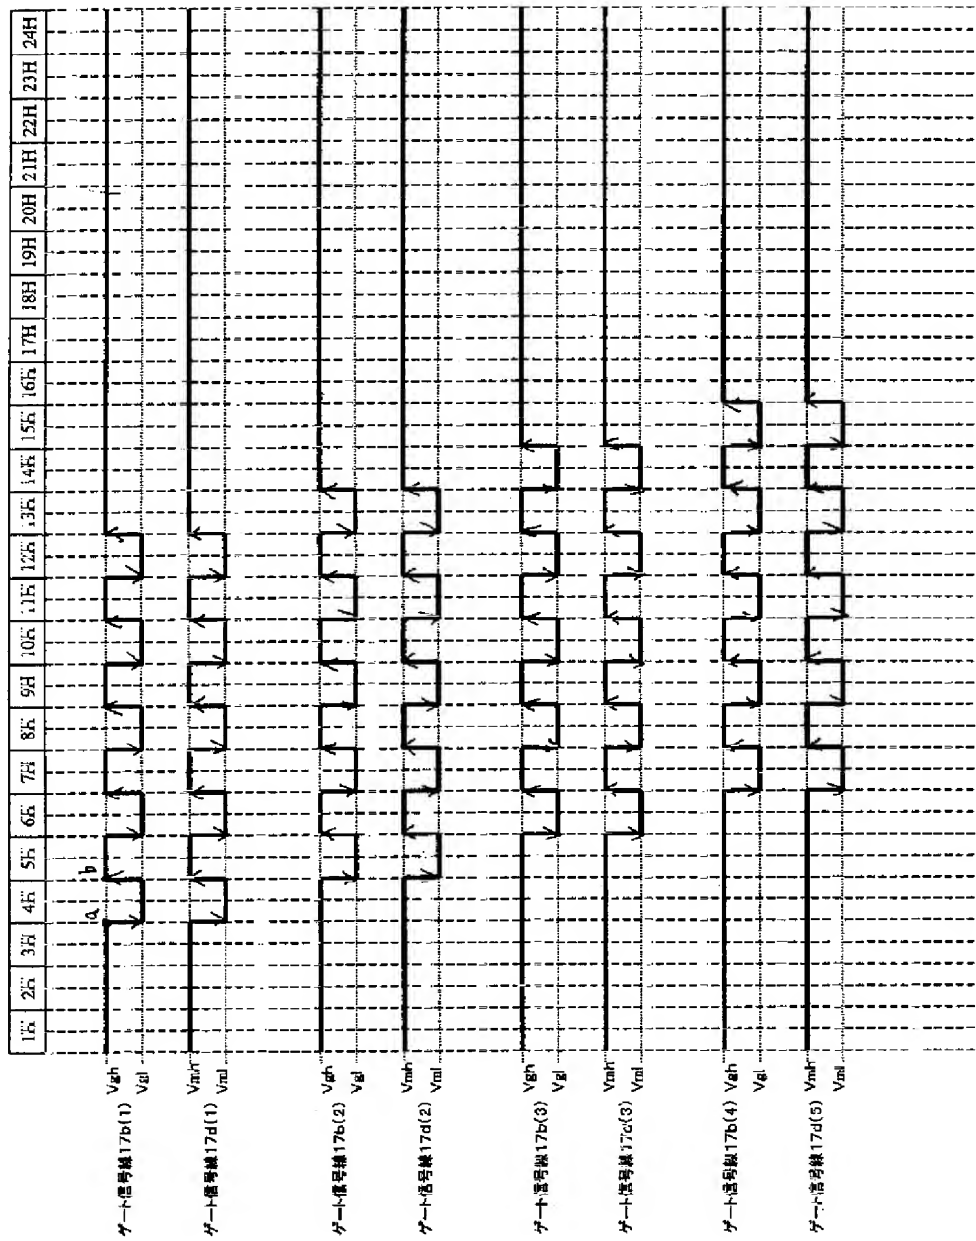 1H 2H 3H 4H 5H 6H 7H 8H 9H 10H 11H 12H 13H 14H 15H 16H 17H 18H 19H 20H 21H 22H 23H 24H
a b
ゲート信号線17b(1) Vgh
Vgl
ゲート信号線17d(1) Vmh
Vml
ゲート信号線17b(2) Vgh
Vgl
ゲート信号線17d(2) Vmh
Vml
ゲート信号線17b(3) Vgh
Vgl
ゲート信号線17d(3) Vmh
Vml
ゲート信号線17b(4) Vgh
Vgl
ゲート信号線17d(5) Vmh
Vml